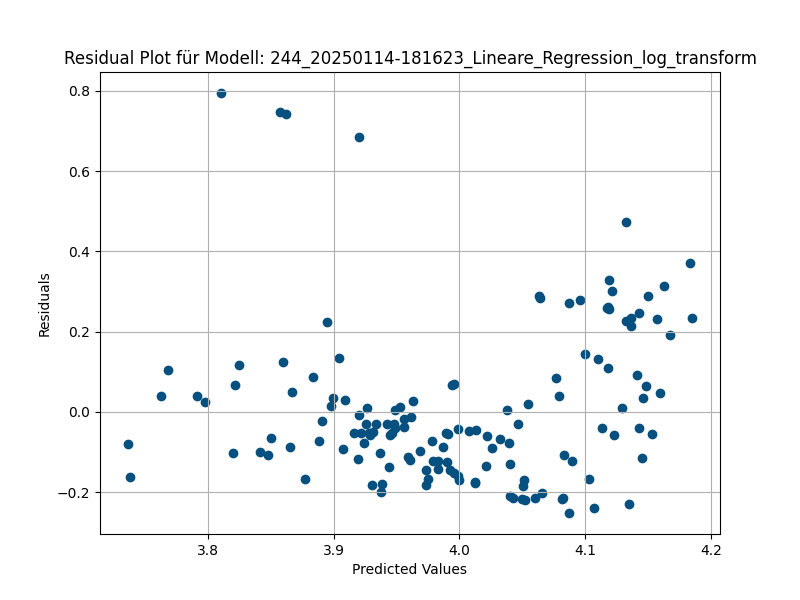 Residual Plot für Modell: 244_20250114-181623_Lineare_Regression_log_transform
0.8
0.6
0.4
0.2
0.0
−0.2
Residuals
3.8 3.9 4.0 4.1 4.2
Predicted Values